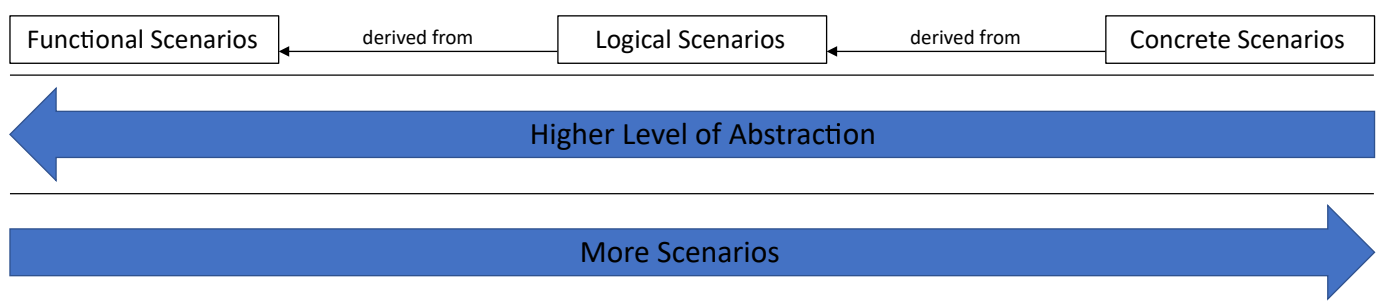 Functional Scenarios derived from Logical Scenarios derived from Concrete Scenarios
Higher Level of Abstraction
More Scenarios